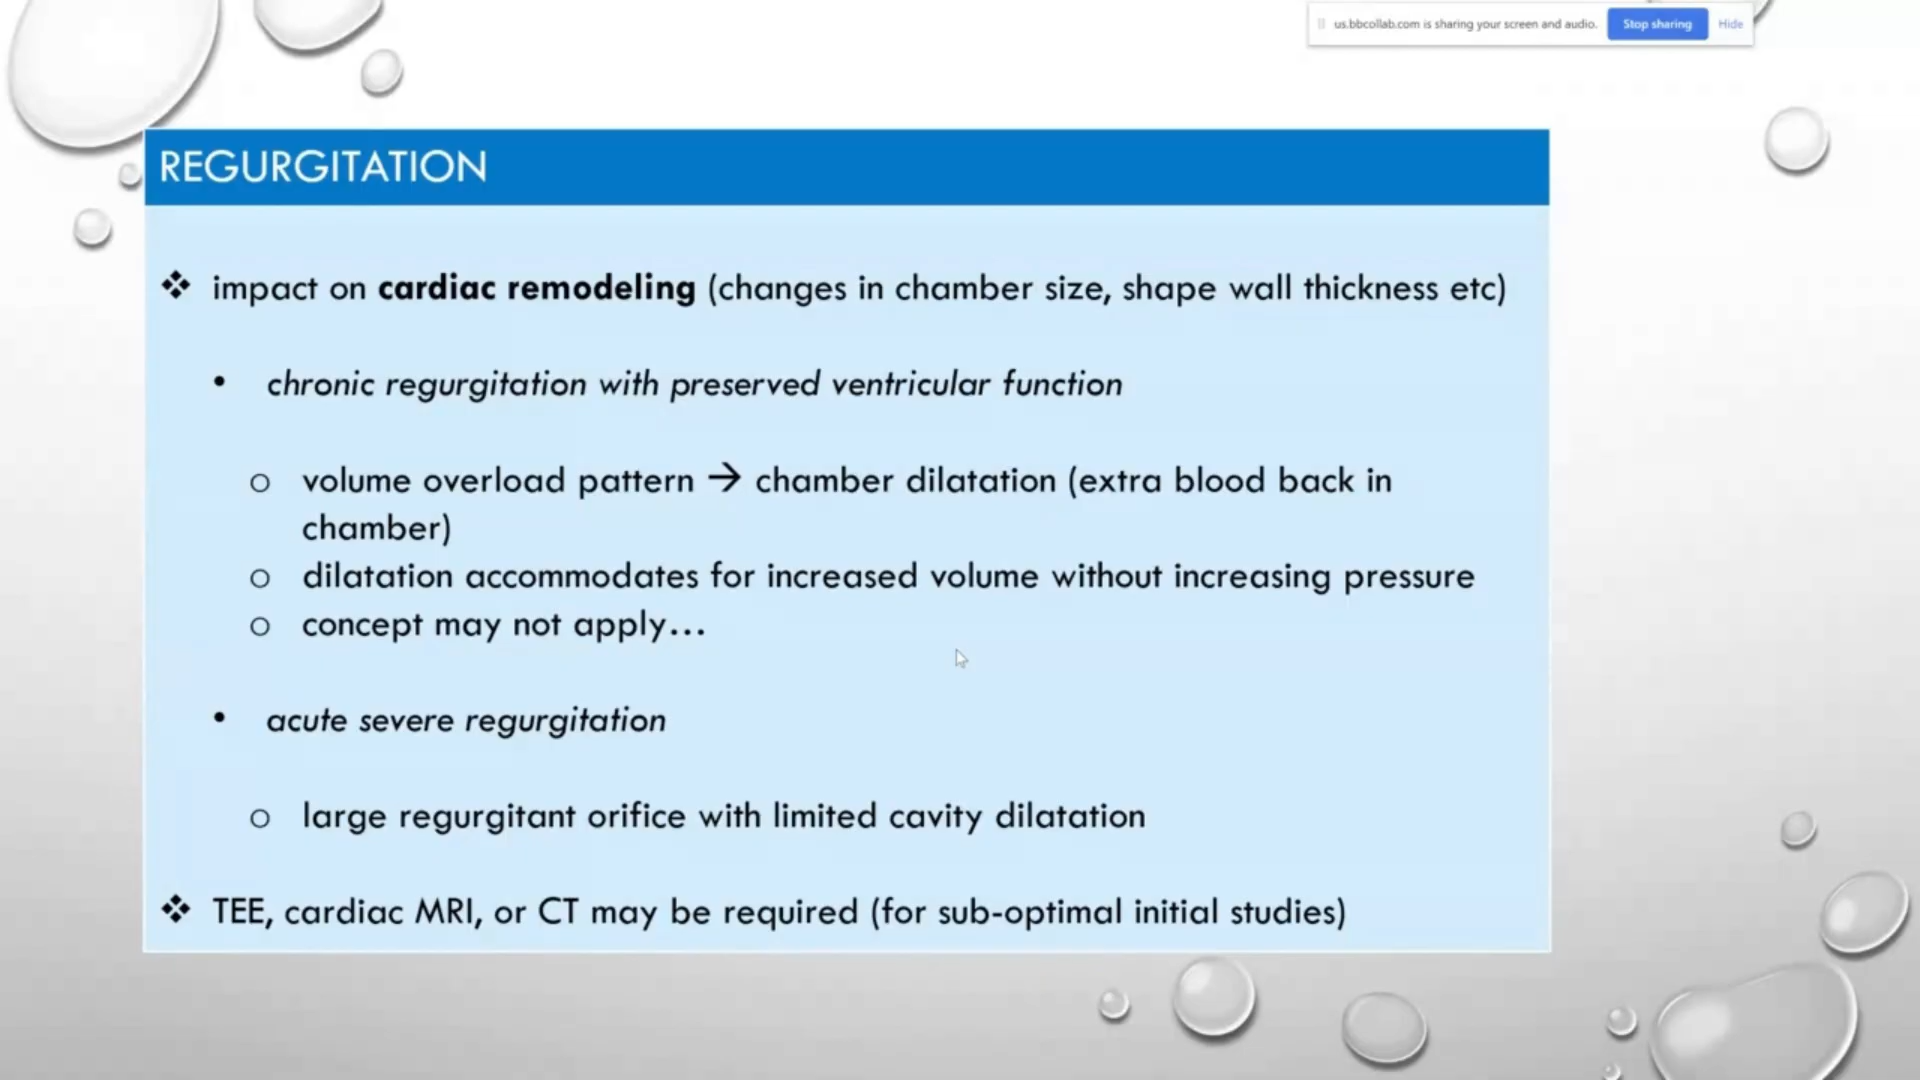 us.bbcollab.com is sharing your screen and audio. Stop sharing Hide
REGURGITATION
❖ impact on cardiac remodeling (changes in chamber size, shape wall thickness etc)
• chronic regurgitation with preserved ventricular function
o volume overload pattern → chamber dilatation (extra blood back in
chamber)
o dilatation accommodates for increased volume without increasing pressure
o concept may not apply…
• acute severe regurgitation
o large regurgitant orifice with limited cavity dilatation
❖ TEE, cardiac MRI, or CT may be required (for sub-optimal initial studies)